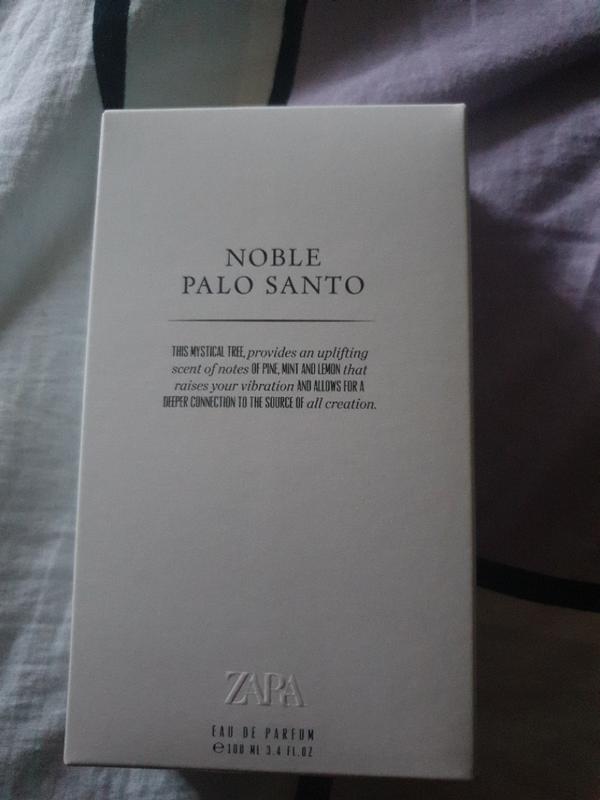 NOBLE
PALO SANTO
THIS MYSTICAL TREE, provides an uplifting
scent of notes OF PINE, MINT AND LEMON that
raises your vibration AND ALLOWS FOR A
DEEPER CONNECTION TO THE SOURCE OF all creation.
ZARA
EAU DE PARFUM
℮ 100 ML 3.4 FL.OZ